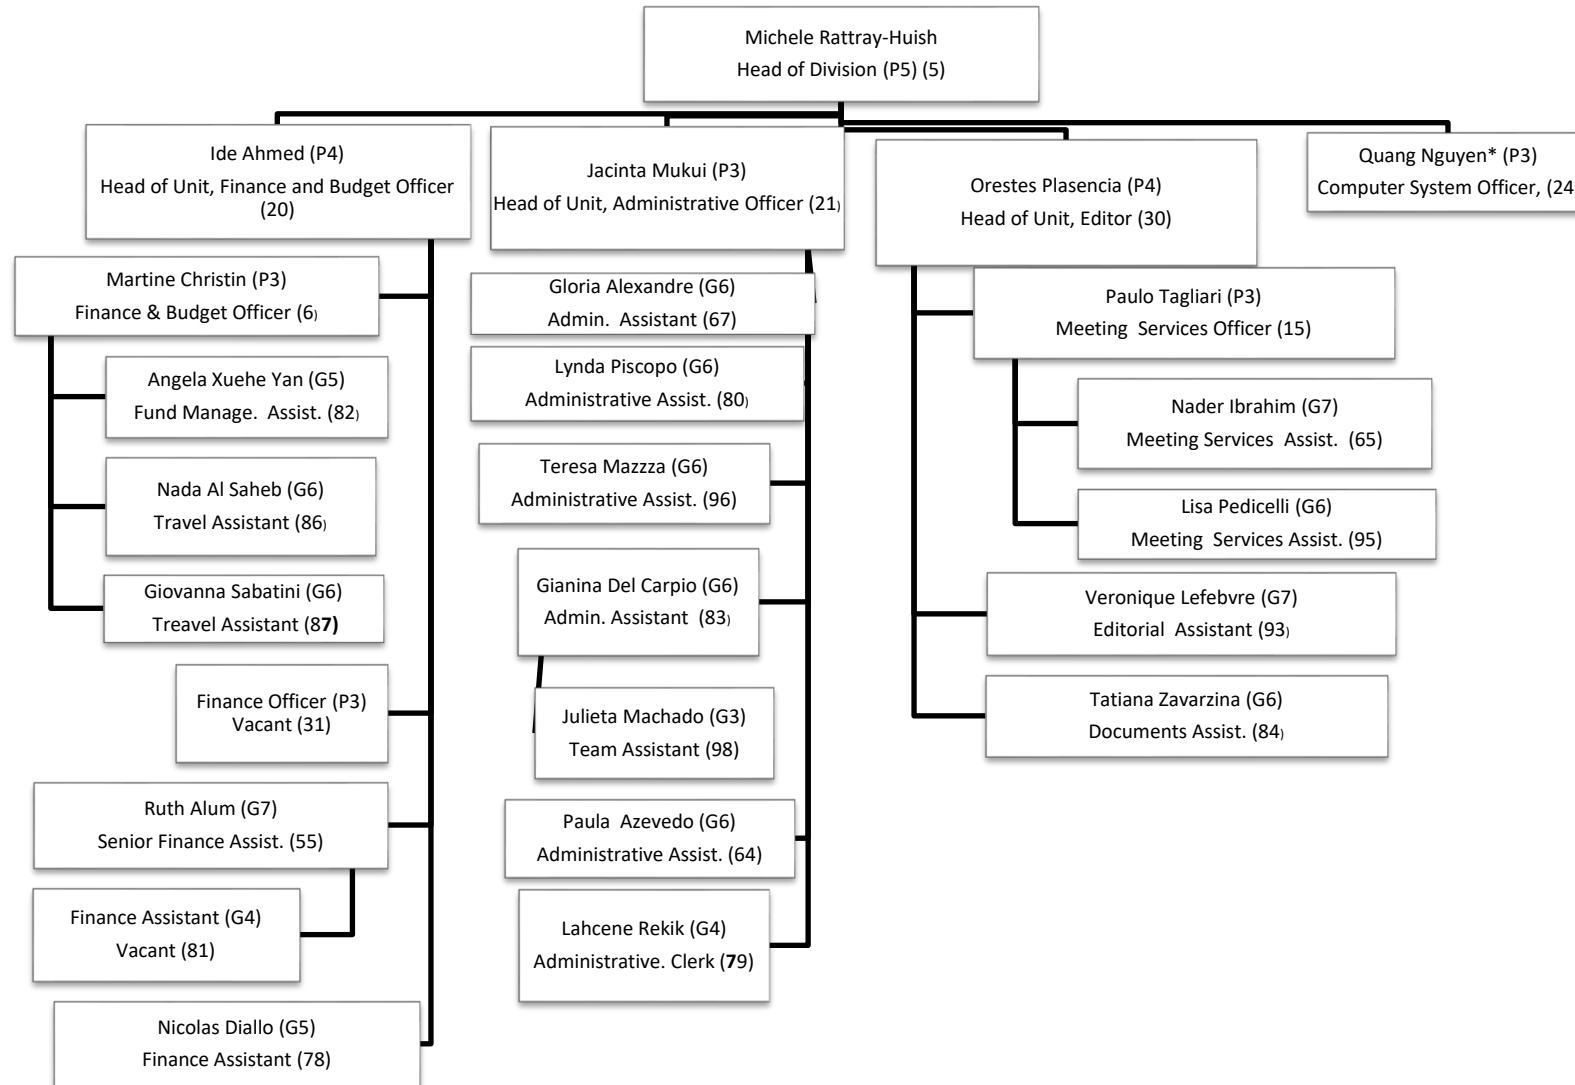 Michele Rattray-Huish
Head of Division (P5) (5)
Ide Ahmed (P4)
Head of Unit, Finance and Budget Officer
(20)
Martine Christin (P3)
Finance & Budget Officer (6)
Angela Xuehe Yan (G5)
Fund Manage. Assist. (82)
Nada Al Saheb (G6)
Travel Assistant (86)
Giovanna Sabatini (G6)
Treavel Assistant (87)
Finance Officer (P3)
Vacant (31)
Ruth Alum (G7)
Senior Finance Assist. (55)
Finance Assistant (G4)
Vacant (81)
Nicolas Diallo (G5)
Finance Assistant (78)
Jacinta Mukui (P3)
Head of Unit, Administrative Officer (21)
Gloria Alexandre (G6)
Admin. Assistant (67)
Lynda Piscopo (G6)
Administrative Assist. (80)
Teresa Mazzza (G6)
Administrative Assist. (96)
Gianina Del Carpio (G6)
Admin. Assistant (83)
Julieta Machado (G3)
Team Assistant (98)
Paula Azevedo (G6)
Administrative Assist. (64)
Lahcene Rekik (G4)
Administrative. Clerk (79)
Orestes Plasencia (P4)
Head of Unit, Editor (30)
Paulo Tagliari (P3)
Meeting Services Officer (15)
Nader Ibrahim (G7)
Meeting Services Assist. (65)
Lisa Pedicelli (G6)
Meeting Services Assist. (95)
Veronique Lefebvre (G7)
Editorial Assistant (93)
Tatiana Zavarzina (G6)
Documents Assist. (84)
Quang Nguyen* (P3)
Computer System Officer, (24